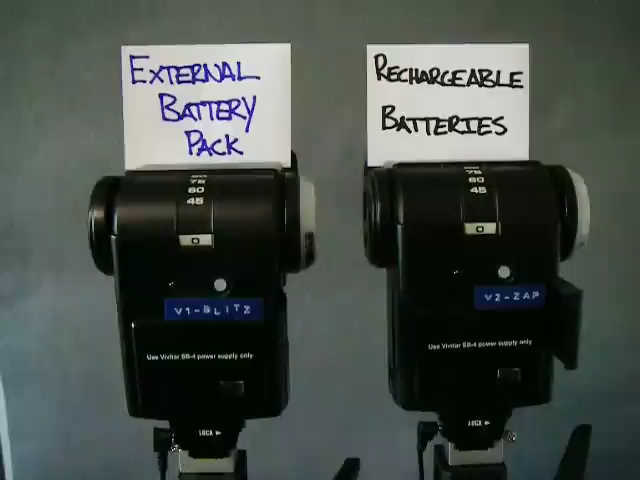 EXTERNAL
BATTERY
PACK
RECHARGEABLE
BATTERIES
75
60
45
0
75
60
45
0
V1-BLITZ
V2-ZAP
Use Vivitar SB-4 power supply only
Use Vivitar SB-4 power supply only
LOCK
LOCK